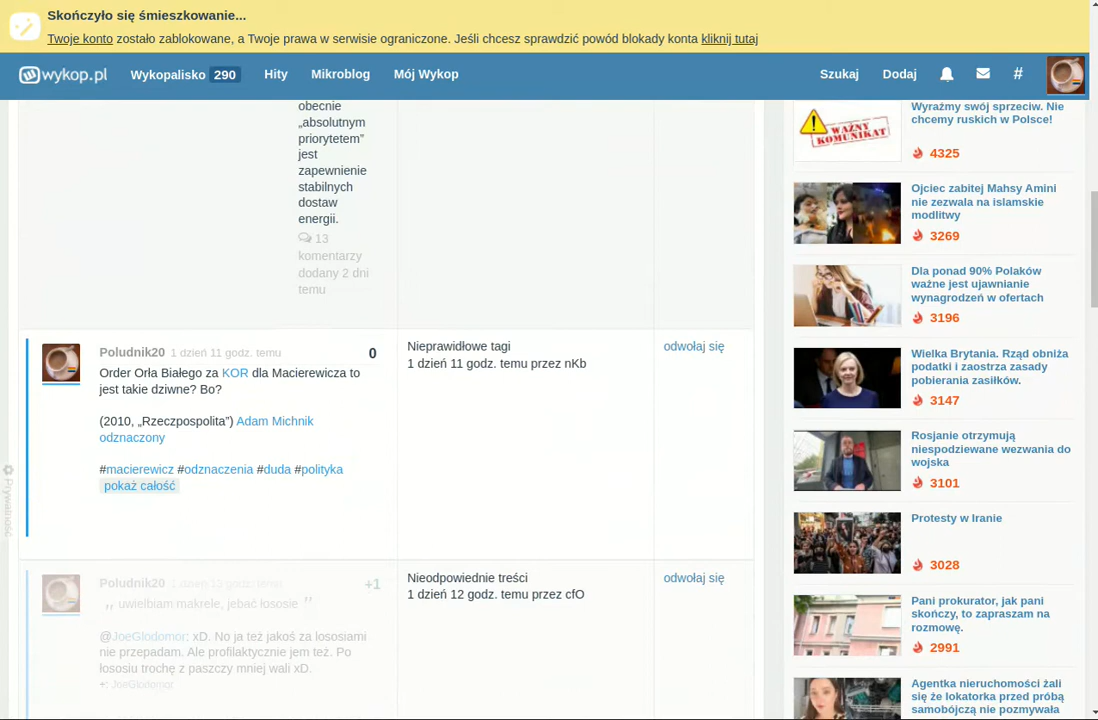 Skończyło się śmieszkowanie...
Twoje konto zostało zablokowane, a Twoje prawa w serwisie ograniczone. Jeśli chcesz sprawdzić powód blokady konta kliknij tutaj
wykop.pl Wykopalisko 290 Hity Mikroblog Mój Wykop Szukaj Dodaj #
obecnie
„absolutnym
priorytetem”
jest
zapewnienie
stabilnych
dostaw
energii.
13
komentarzy
dodany 2 dni
temu
Poludnik20 1 dzień 11 godz. temu 0
Order Orła Białego za KOR dla Macierewicza to
jest takie dziwne? Bo?
(2010, „Rzeczpospolita”) Adam Michnik
odznaczony
#macierewicz #odznaczenia #duda #polityka
pokaż całość
Nieprawidłowe tagi
1 dzień 11 godz. temu przez nKb
odwołaj się
Poludnik20 1 dzień 13 godz. temu +1
„ uwielbiam makrele, jebać łososie ”
@JoeGlodomor: xD. No ja też jakoś za łososiami
nie przepadam. Ale profilaktycznie jem też. Po
łososiu trochę z paszczy mniej wali xD.
+: JoeGlodomor
Nieodpowiednie treści
1 dzień 12 godz. temu przez cfO
odwołaj się
Prywatność
WAŻNY
KOMUNIKAT
Wyraźmy swój sprzeciw. Nie
chcemy ruskich w Polsce!
4325
Ojciec zabitej Mahsy Amini
nie zezwala na islamskie
modlitwy
3269
Dla ponad 90% Polaków
ważne jest ujawnianie
wynagrodzeń w ofertach
3196
Wielka Brytania. Rząd obniża
podatki i zaostrza zasady
pobierania zasiłków.
3147
Rosjanie otrzymują
niespodziewane wezwania do
wojska
3101
Protesty w Iranie
3028
Pani prokurator, jak pani
skończy, to zapraszam na
rozmowę.
2991
Agentka nieruchomości żali
się że lokatorka przed próbą
samobójczą nie pozmywała